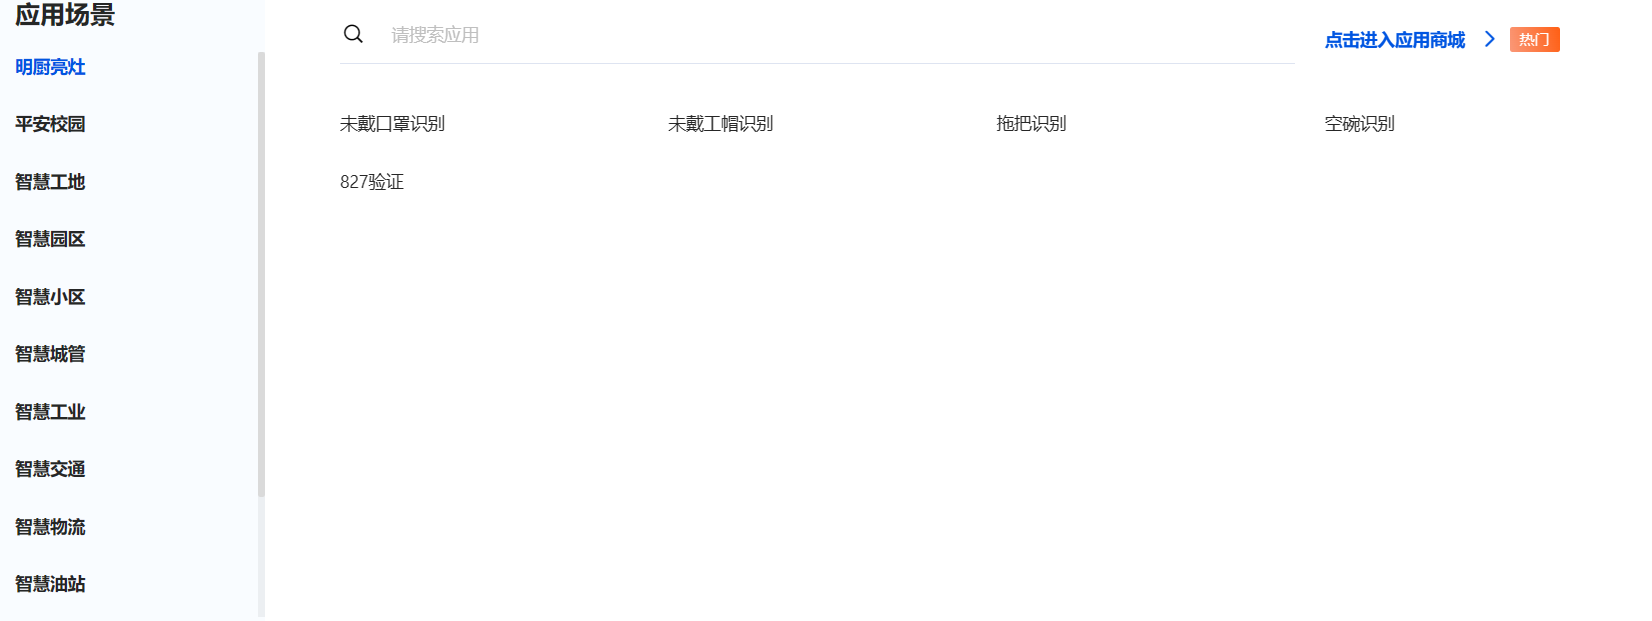 应用场景
明厨亮灶
平安校园
智慧工地
智慧园区
智慧小区
智慧城管
智慧工业
智慧交通
智慧物流
智慧油站
请搜索应用
点击进入应用商城
热门
未戴口罩识别
未戴工帽识别
拖把识别
空碗识别
827验证